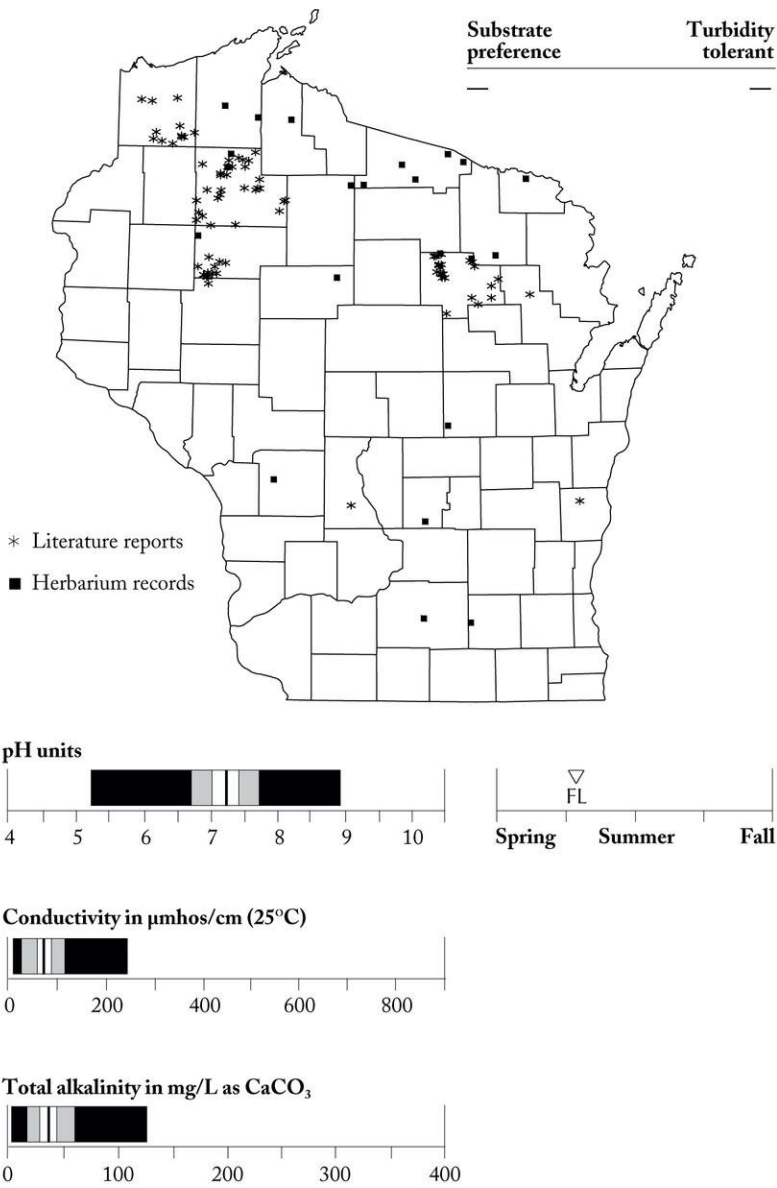 Substrate preference
Turbidity tolerant
— —
* Literature reports
■ Herbarium records
pH units
4 5 6 7 8 9 10
FL
Spring Summer Fall
Conductivity in µmhos/cm (25°C)
0 200 400 600 800
Total alkalinity in mg/L as CaCO₃
0 100 200 300 400